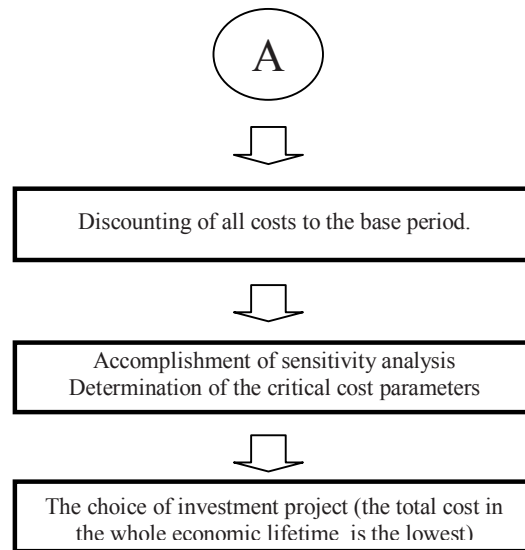 A
Discounting of all costs to the base period.
Accomplishment of sensitivity analysis
Determination of the critical cost parameters
The choice of investment project (the total cost in
the whole economic lifetime is the lowest)